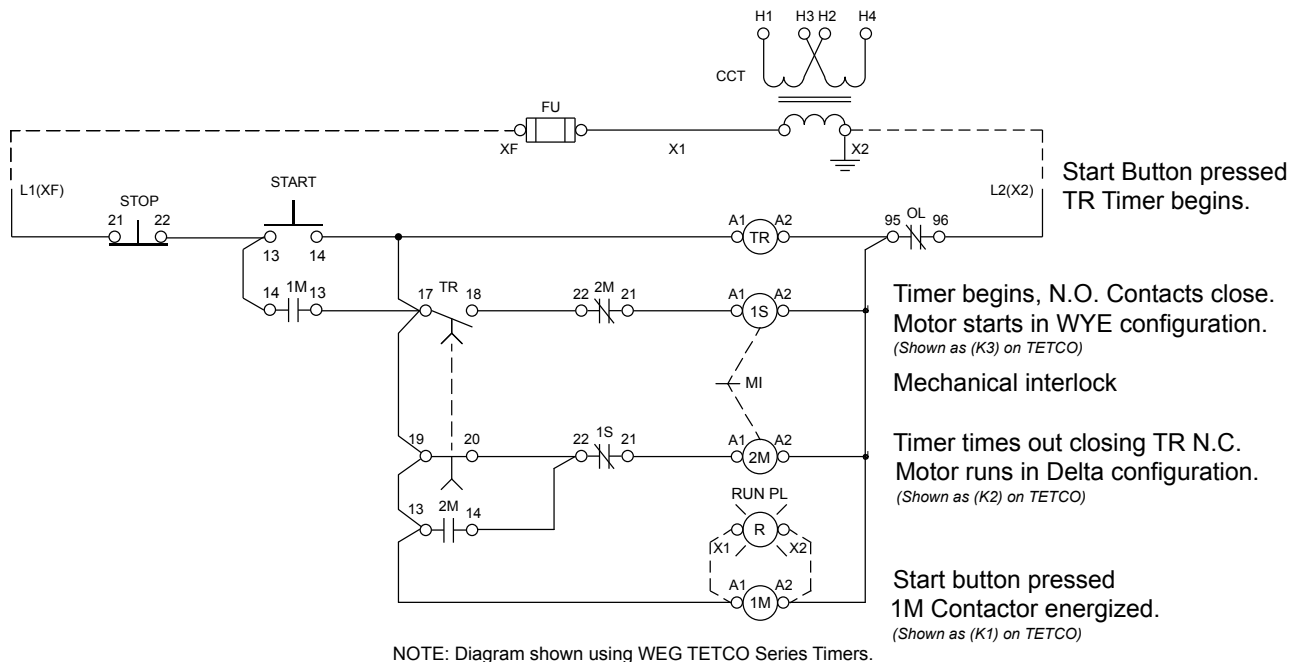 H1 H3 H2 H4
CCT
FU
XF X1 X2
L1(XF) L2(X2)
Start Button pressed
TR Timer begins.
STOP START
21 22 13 14 A1 TR A2 95 OL 96
14 1M 13 17 TR 18 22 2M 21 A1 1S A2
Timer begins, N.O. Contacts close.
Motor starts in WYE configuration.
(Shown as (K3) on TETCO)
MI
Mechanical interlock
19 20 22 1S 21 A1 2M A2
Timer times out closing TR N.C.
Motor runs in Delta configuration.
(Shown as (K2) on TETCO)
13 2M 14
RUN PL
X1 R X2
A1 1M A2
Start button pressed
1M Contactor energized.
(Shown as (K1) on TETCO)
NOTE: Diagram shown using WEG TETCO Series Timers.